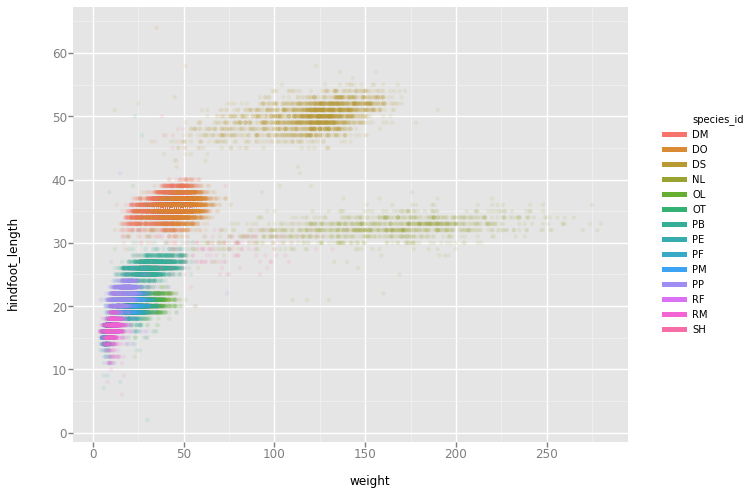 hindfoot_length
60
50
40
30
20
10
0
0 50 100 150 200 250
weight
species_id
DM
DO
DS
NL
OL
OT
PB
PE
PF
PM
PP
RF
RM
SH